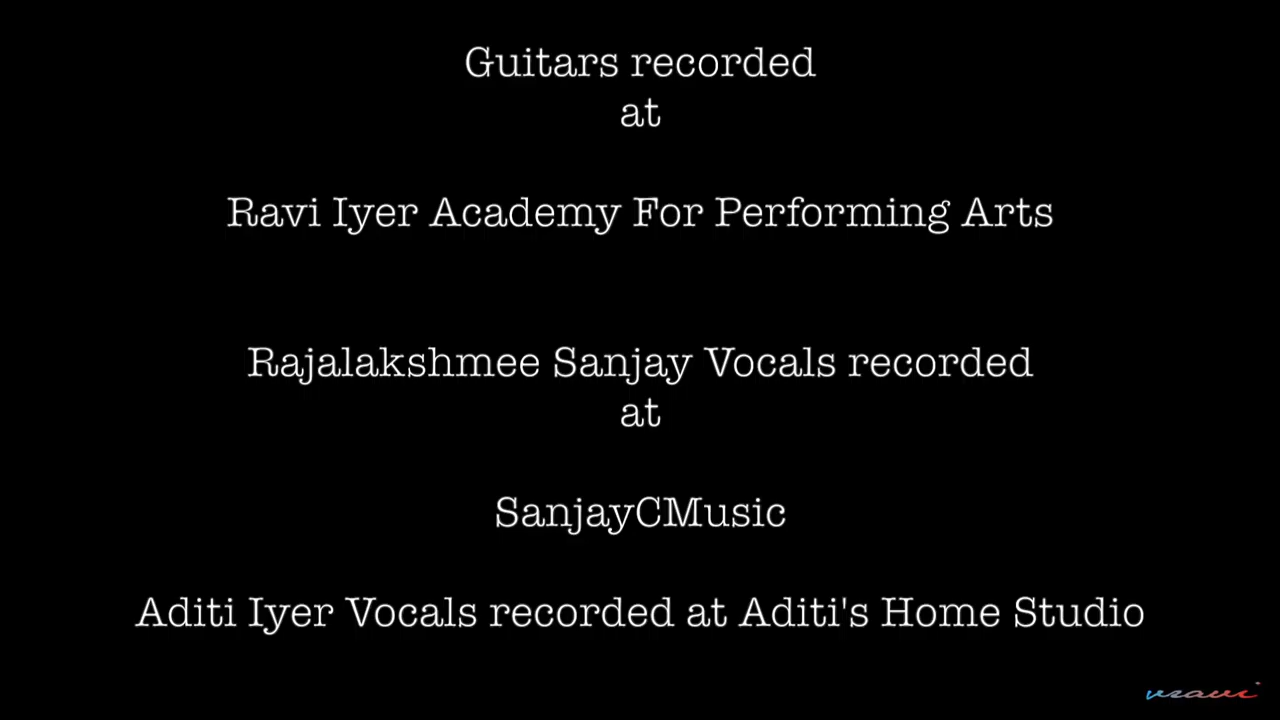 Guitars recorded
at
Ravi Iyer Academy For Performing Arts
Rajalakshmee Sanjay Vocals recorded
at
SanjayCMusic
Aditi Iyer Vocals recorded at Aditi's Home Studio
vravi